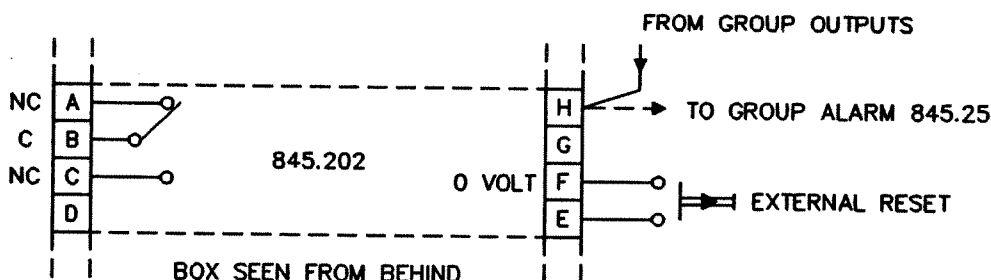 FROM GROUP OUTPUTS
NC A
H TO GROUP ALARM 845.25
C B
G
845.202
NC C
0 VOLT F
EXTERNAL RESET
D
E
BOX SEEN FROM BEHIND